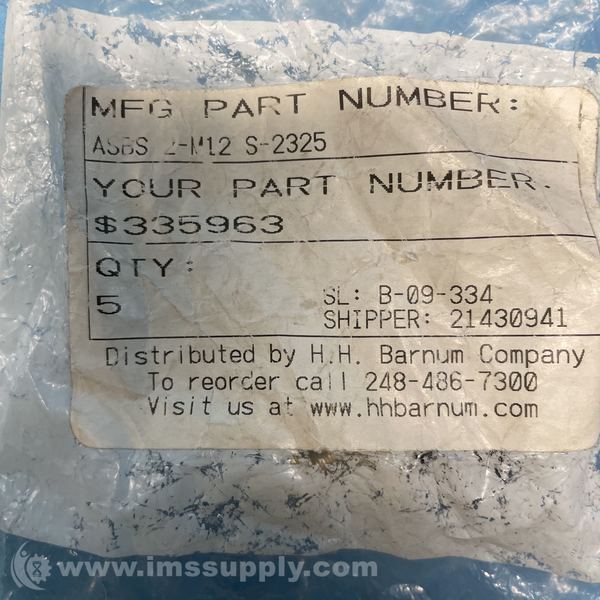 MFG PART NUMBER:
ASBS 2-M12 S-2325
YOUR PART NUMBER.
$335963
QTY:
5
SL: B-09-334
SHIPPER: 21430941
Distributed by H.H. Barnum Company
To reorder call 248-486-7300
Visit us at www.hhbarnum.com
www.imssupply.com